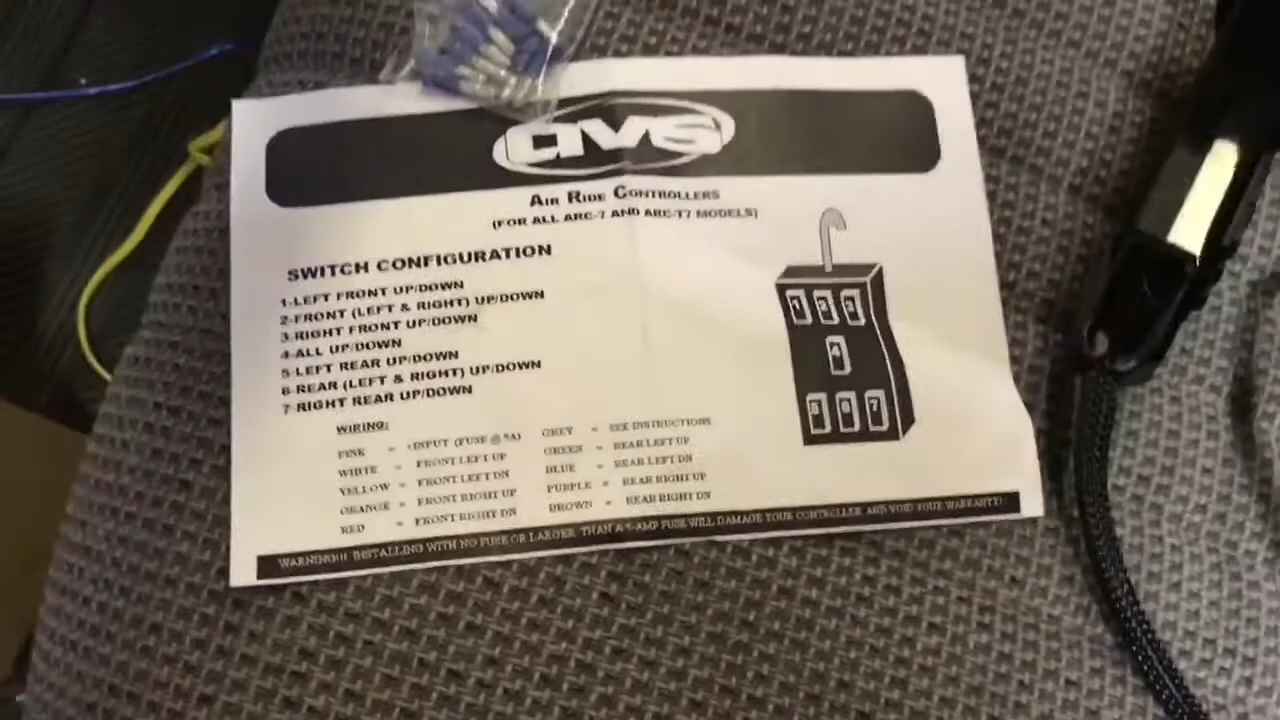 avs
AIR RIDE CONTROLLERS
(FOR ALL ARC-7 AND ARC-T7 MODELS)
SWITCH CONFIGURATION
1-LEFT FRONT UP/DOWN
2-FRONT (LEFT & RIGHT) UP/DOWN
3-RIGHT FRONT UP/DOWN
4-ALL UP/DOWN
5-LEFT REAR UP/DOWN
6-REAR (LEFT & RIGHT) UP/DOWN
7-RIGHT REAR UP/DOWN
1 2 3
4
5 6 7
WIRING:
PINK = +INPUT (FUSE @ 5A)
WHITE = FRONT LEFT UP
YELLOW = FRONT LEFT DN
ORANGE = FRONT RIGHT UP
RED = FRONT RIGHT DN
GREY = SEE INSTRUCTIONS
GREEN = REAR LEFT UP
BLUE = REAR LEFT DN
PURPLE = REAR RIGHT UP
BROWN = REAR RIGHT DN
WARNING!!! INSTALLING WITH NO FUSE OR LARGER THAN A 5-AMP FUSE WILL DAMAGE YOUR CONTROLLER AND VOID YOUR WARRANTY!